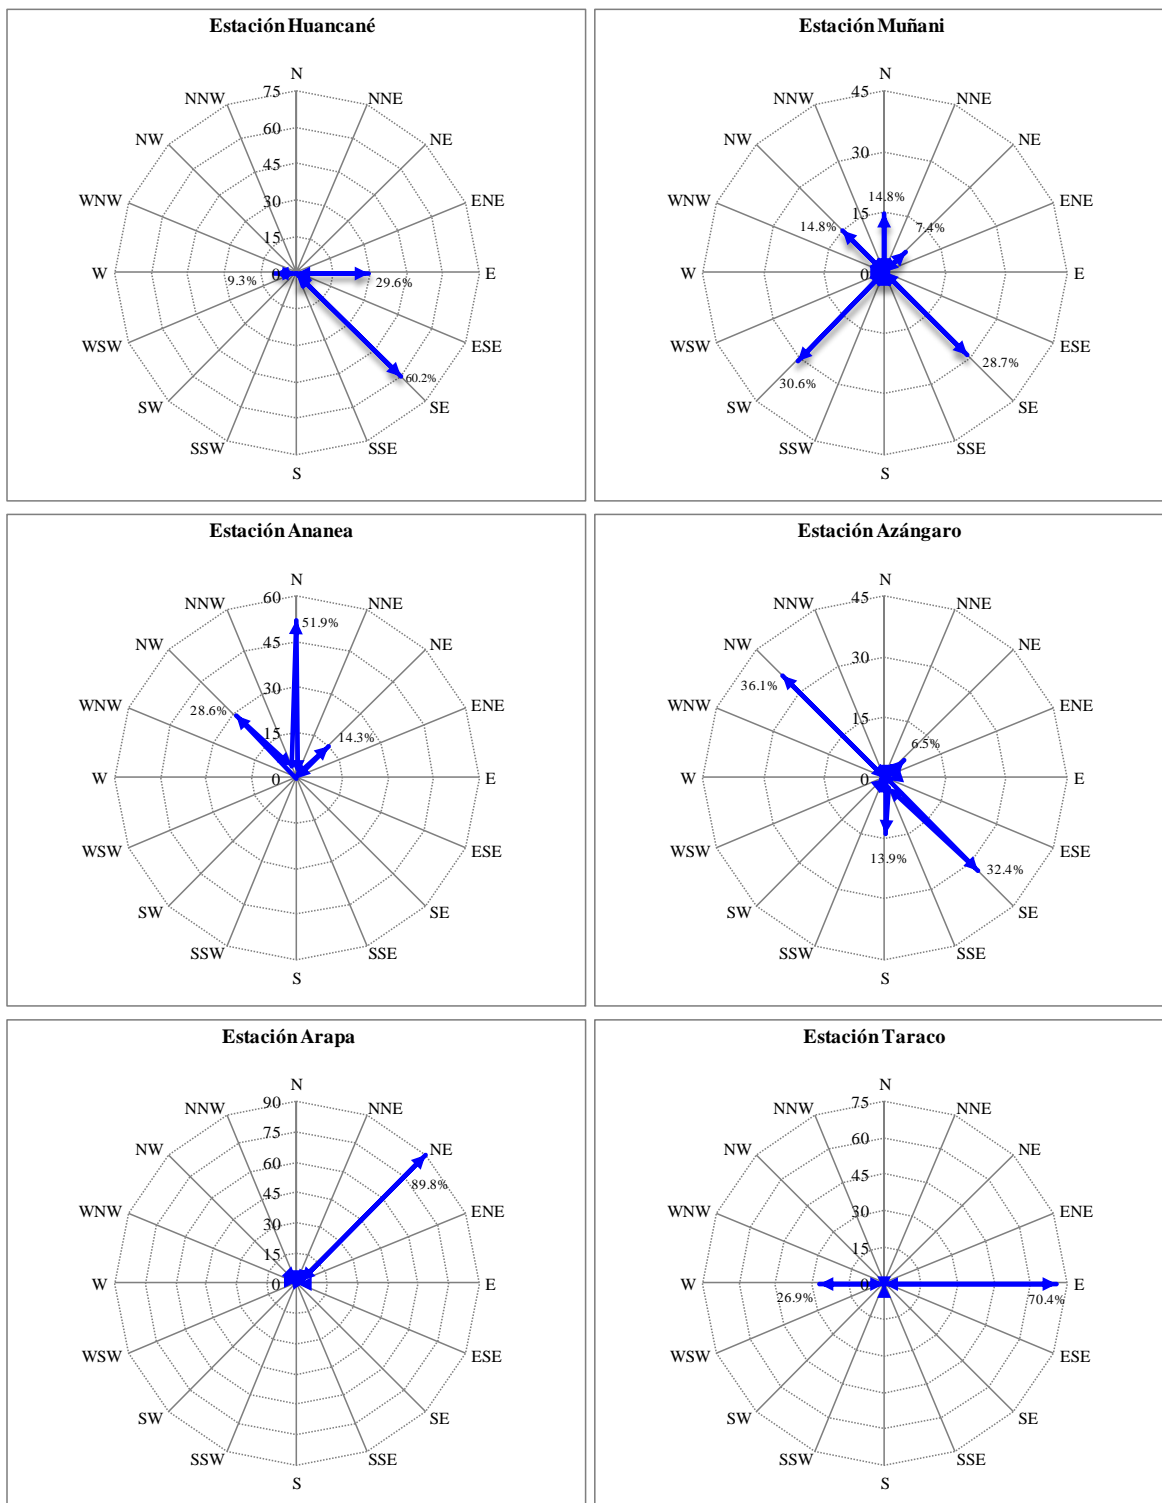 Estación Huancané
N
75
NNW
NNE
60
NW
NE
45
WNW
30
ENE
15
W
0
E
9.3%
29.6%
WSW
ESE
60.2%
SW
SE
SSW
SSE
S
Estación Muñani
N
45
NNW
NNE
30
NW
NE
14.8%
WNW
ENE
15
14.8%
7.4%
W
0
E
WSW
ESE
28.7%
30.6%
SW
SE
SSW
SSE
S
Estación Ananea
N
60
NNW
NNE
51.9%
45
NW
NE
30
WNW
28.6%
ENE
15
14.3%
W
0
E
WSW
ESE
SW
SE
SSW
SSE
S
Estación Azángaro
N
45
NNW
NNE
30
NW
NE
36.1%
WNW
ENE
15
6.5%
W
0
E
WSW
ESE
13.9%
32.4%
SW
SE
SSW
SSE
S
Estación Arapa
N
90
NNW
NNE
75
NW
NE
60
89.8%
45
WNW
ENE
30
15
W
0
E
WSW
ESE
SW
SE
SSW
SSE
S
Estación Taraco
N
75
NNW
NNE
60
NW
NE
45
WNW
30
ENE
15
W
0
E
26.9%
70.4%
WSW
ESE
SW
SE
SSW
SSE
S